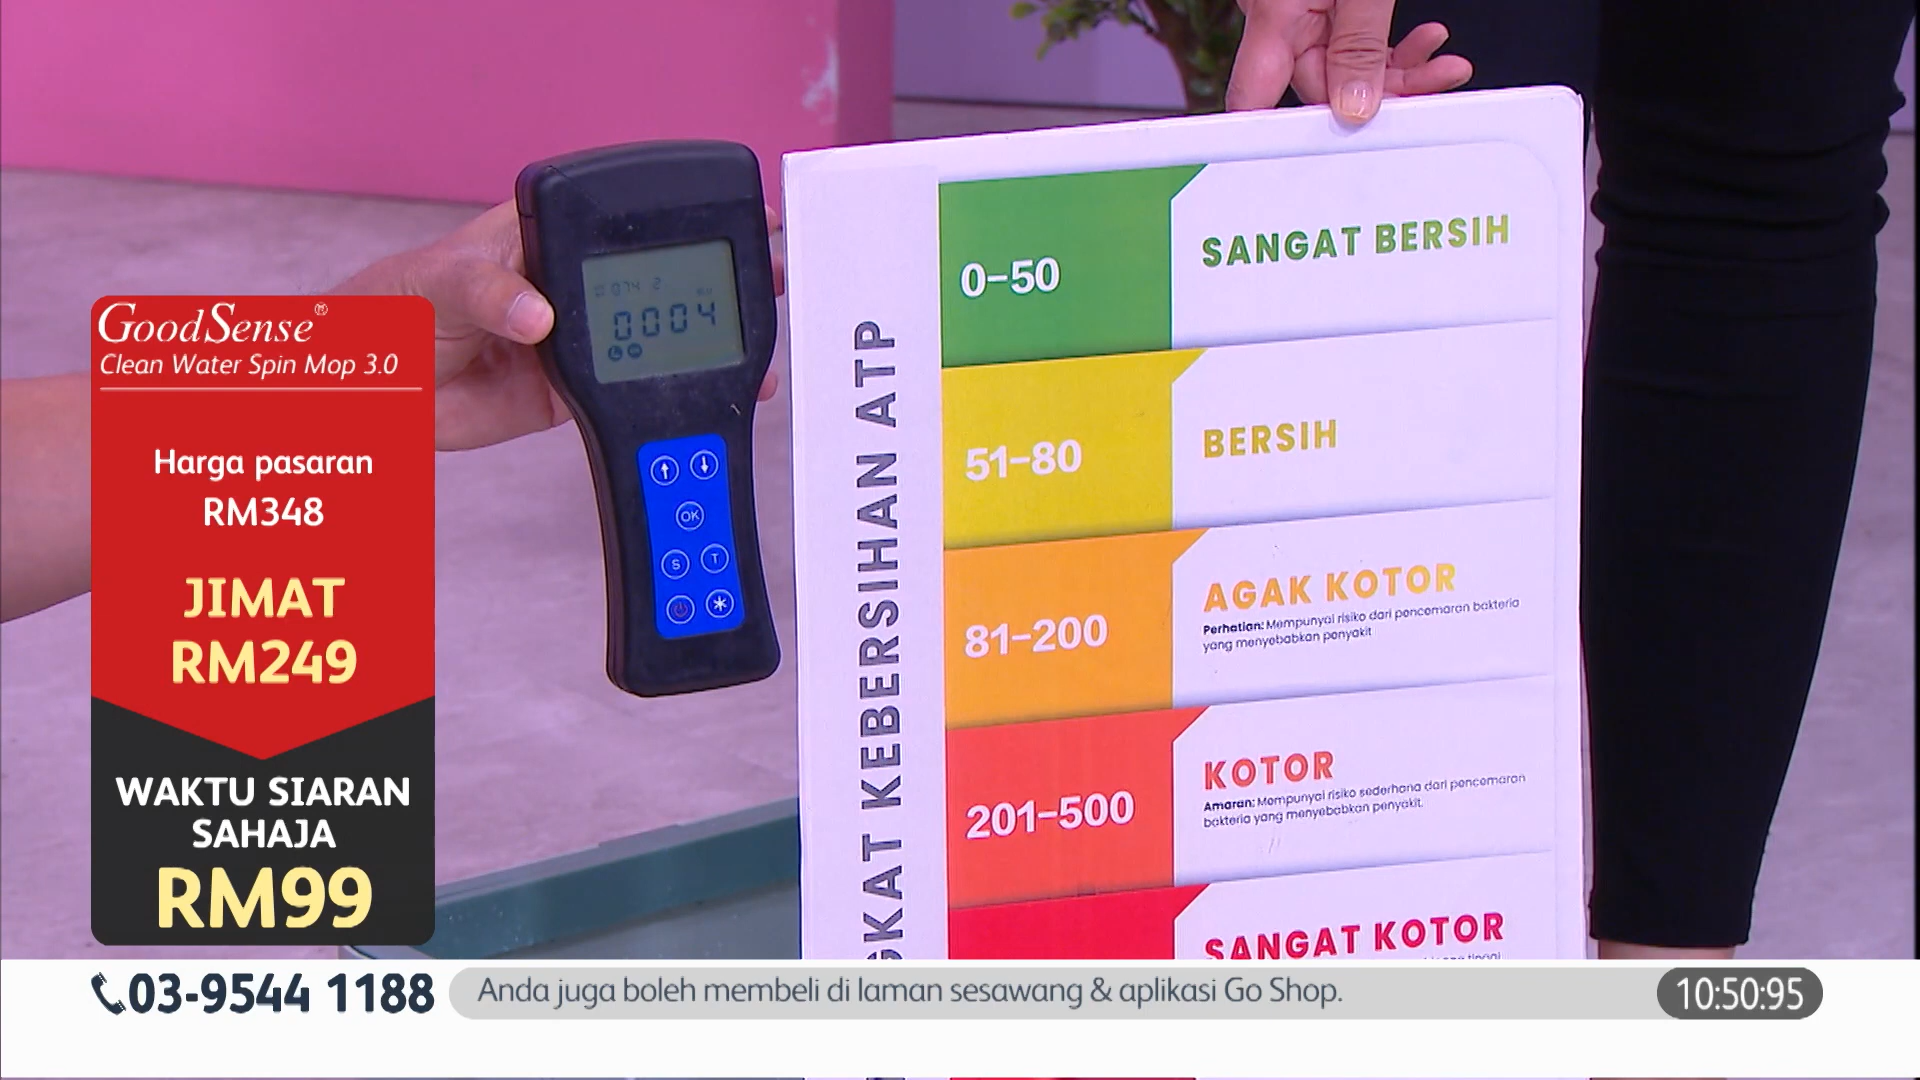 GoodSense®
Clean Water Spin Mop 3.0
Harga pasaran
RM348
JIMAT
RM249
WAKTU SIARAN
SAHAJA
RM99
0004
OK
S T
KAT KEBERSIHAN ATP
0-50
SANGAT BERSIH
51-80
BERSIH
81-200
AGAK KOTOR
Perhatian: Mempunyai risiko dari pencemaran bakteria
yang menyebabkan penyakit
201-500
KOTOR
Amaran: Mempunyai risiko sederhana dari pencemaran
bakteria yang menyebabkan penyakit.
SANGAT KOTOR
03-9544 1188
Anda juga boleh membeli di laman sesawang & aplikasi Go Shop.
10:50:95